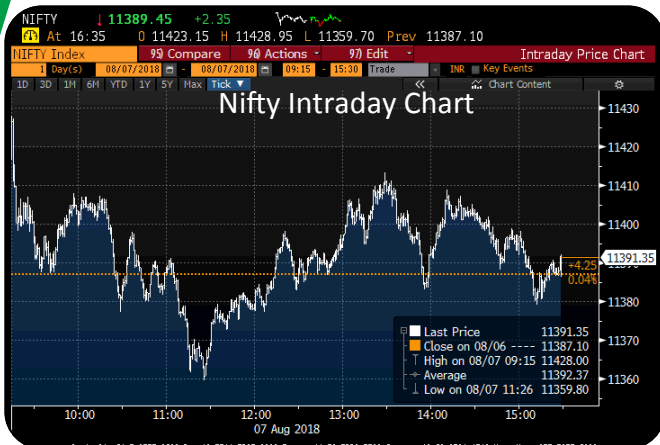 NIFTY ↓ 11389.45 +2.35
At 16:35 O 11423.15 H 11428.95 L 11359.70 Prev 11387.10
NIFTY Index 95) Compare 96) Actions 97) Edit Intraday Price Chart
1 Day(s) 08/07/2018 - 08/07/2018 09:15 - 15:30 Trade INR Key Events
1D 3D 1M 6M YTD 1Y 5Y Max Tick ▼ « Chart Content
Nifty Intraday Chart
11430
11420
11410
11400
11391.35
+4.25
0.04%
11380
11370
11360
Last Price 11391.35
Close on 08/06 ---- 11387.10
High on 08/07 09:15 11428.00
Average 11392.37
Low on 08/07 11:26 11359.80
10:00 11:00 12:00 13:00 14:00 15:00
07 Aug 2018